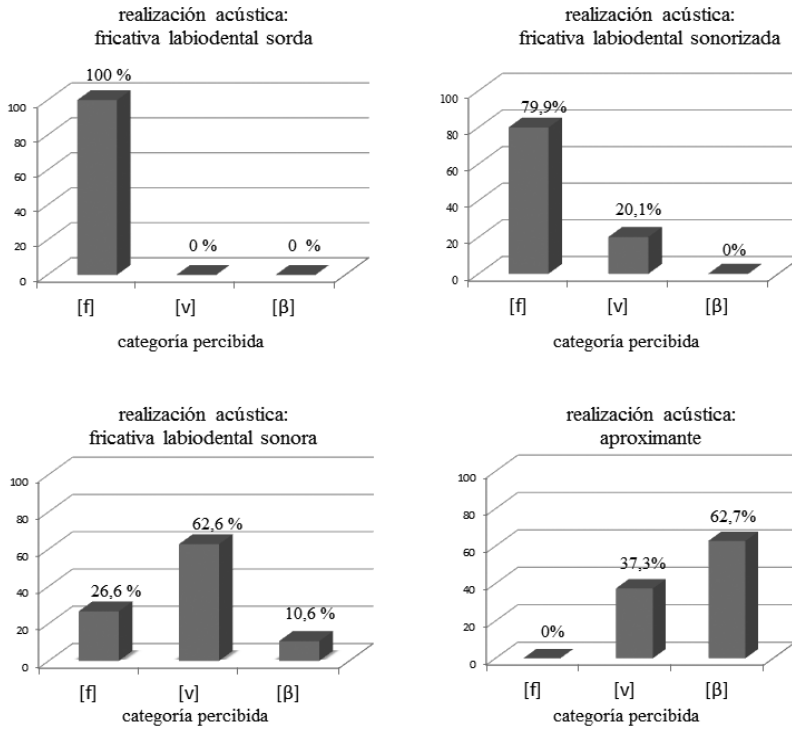 realización acústica:
fricativa labiodental sorda
100
80
60
40
20
0
100 %
0 %
0 %
[f] [v] [β]
categoría percibida
realización acústica:
fricativa labiodental sonorizada
100
80
60
40
20
0
79,9%
20,1%
0%
[f] [v] [β]
categoría percibida
realización acústica:
fricativa labiodental sonora
100
80
60
40
20
0
26,6 %
62,6 %
10,6 %
[f] [v] [β]
categoría percibida
realización acústica:
aproximante
100
80
60
40
20
0
0%
37,3%
62,7%
[f] [v] [β]
categoría percibida